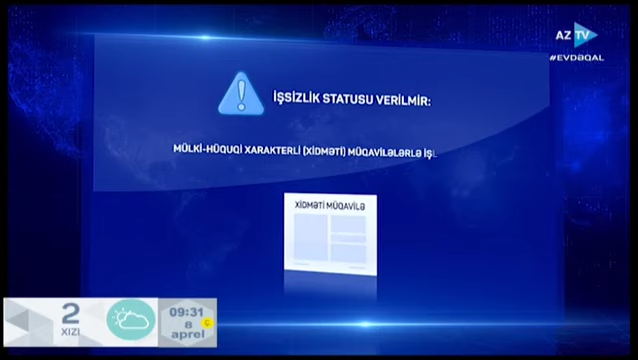 AZ TV
#EVDƏQAL
İŞSİZLİK STATUSU VERİLMİR:
MÜLKİ-HÜQUQİ XARAKTERLİ (XİDMƏTİ) MÜQAVİLƏLƏRLƏ İŞ
XİDMƏTİ MÜQAVİLƏ
2
XIZI
09:31
8
aprel
Ç